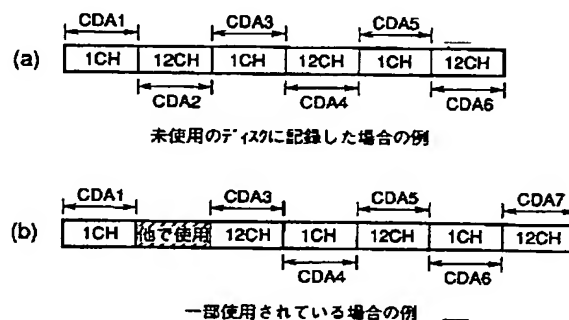 CDA1 CDA3 CDA5
(a) 1CH 12CH 1CH 12CH 1CH 12CH
CDA2 CDA4 CDA6
未使用のディスクに記録した場合の例
CDA1 CDA3 CDA5 CDA7
(b) 1CH 他で使用 12CH 1CH 12CH 1CH 12CH
CDA4 CDA6
一部使用されている場合の例